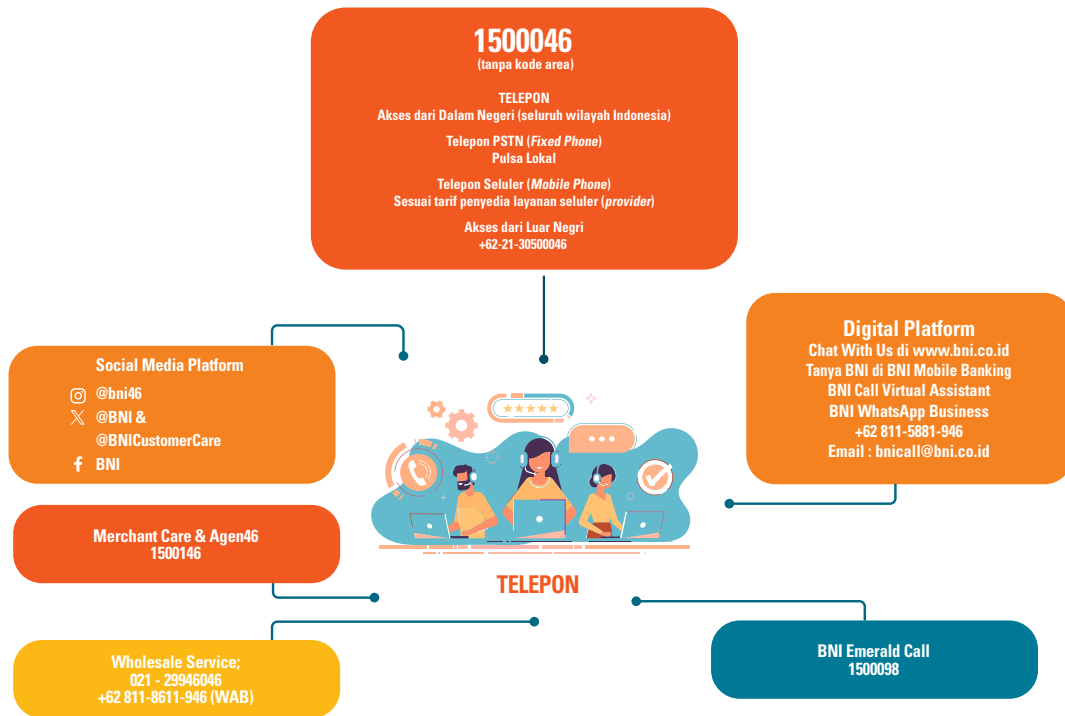 1500046
(tanpa kode area)
TELEPON
Akses dari Dalam Negeri (seluruh wilayah Indonesia)
Telepon PSTN (Fixed Phone)
Pulsa Lokal
Telepon Seluler (Mobile Phone)
Sesuai tarif penyedia layanan seluler (provider)
Akses dari Luar Negri
+62-21-30500046
Social Media Platform
@bni46
@BNI &
@BNICustomerCare
BNI
Digital Platform
Chat With Us di www.bni.co.id
Tanya BNI di BNI Mobile Banking
BNI Call Virtual Assistant
BNI WhatsApp Business
+62 811-5881-946
Email : bnicall@bni.co.id
Merchant Care & Agen46
1500146
TELEPON
Wholesale Service;
021 - 29946046
+62 811-8611-946 (WAB)
BNI Emerald Call
1500098